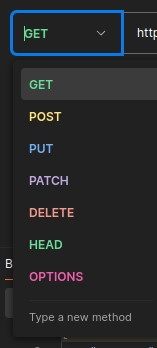 GET
http
GET
POST
PUT
PATCH
DELETE
HEAD
OPTIONS
Type a new method
B